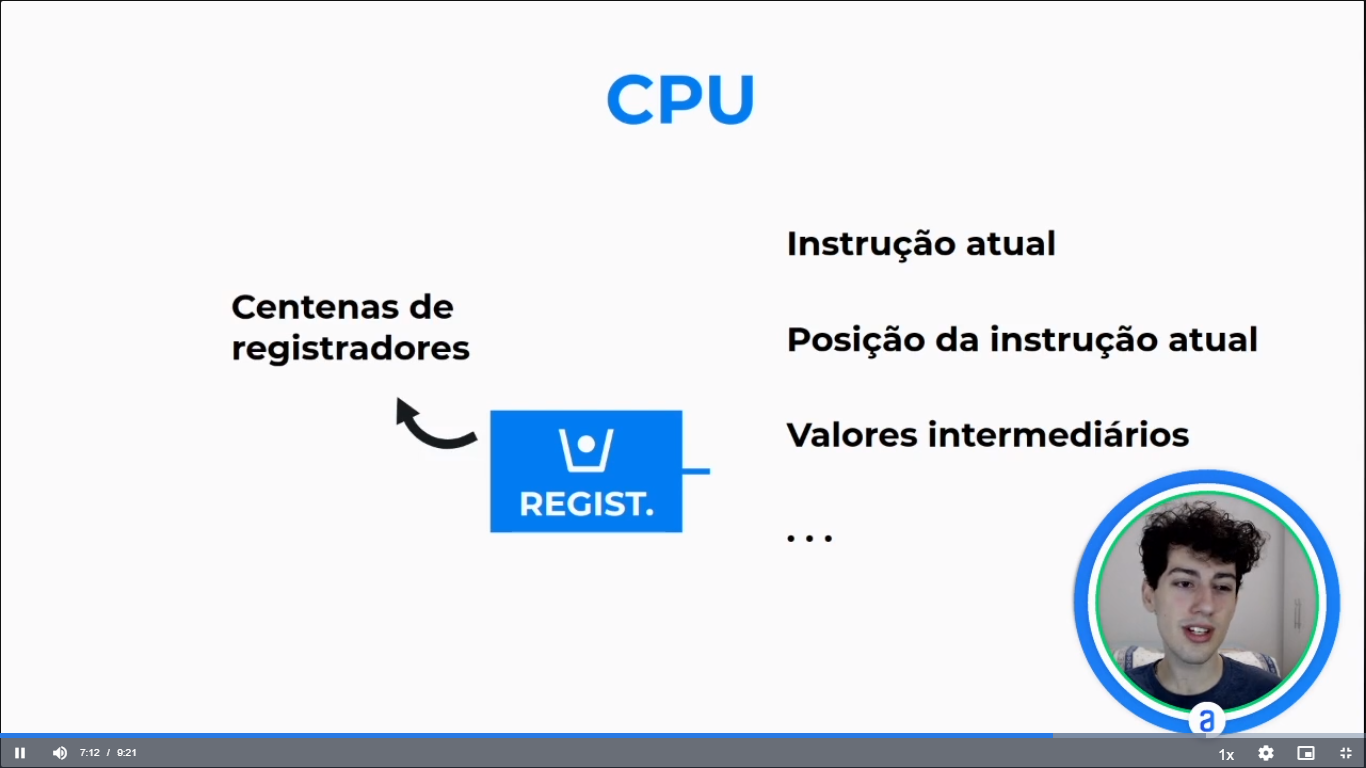 CPU
Instrução atual
Centenas de
registradores
Posição da instrução atual
Valores intermediários
REGIST.
...
a
7:12 / 9:21
1x